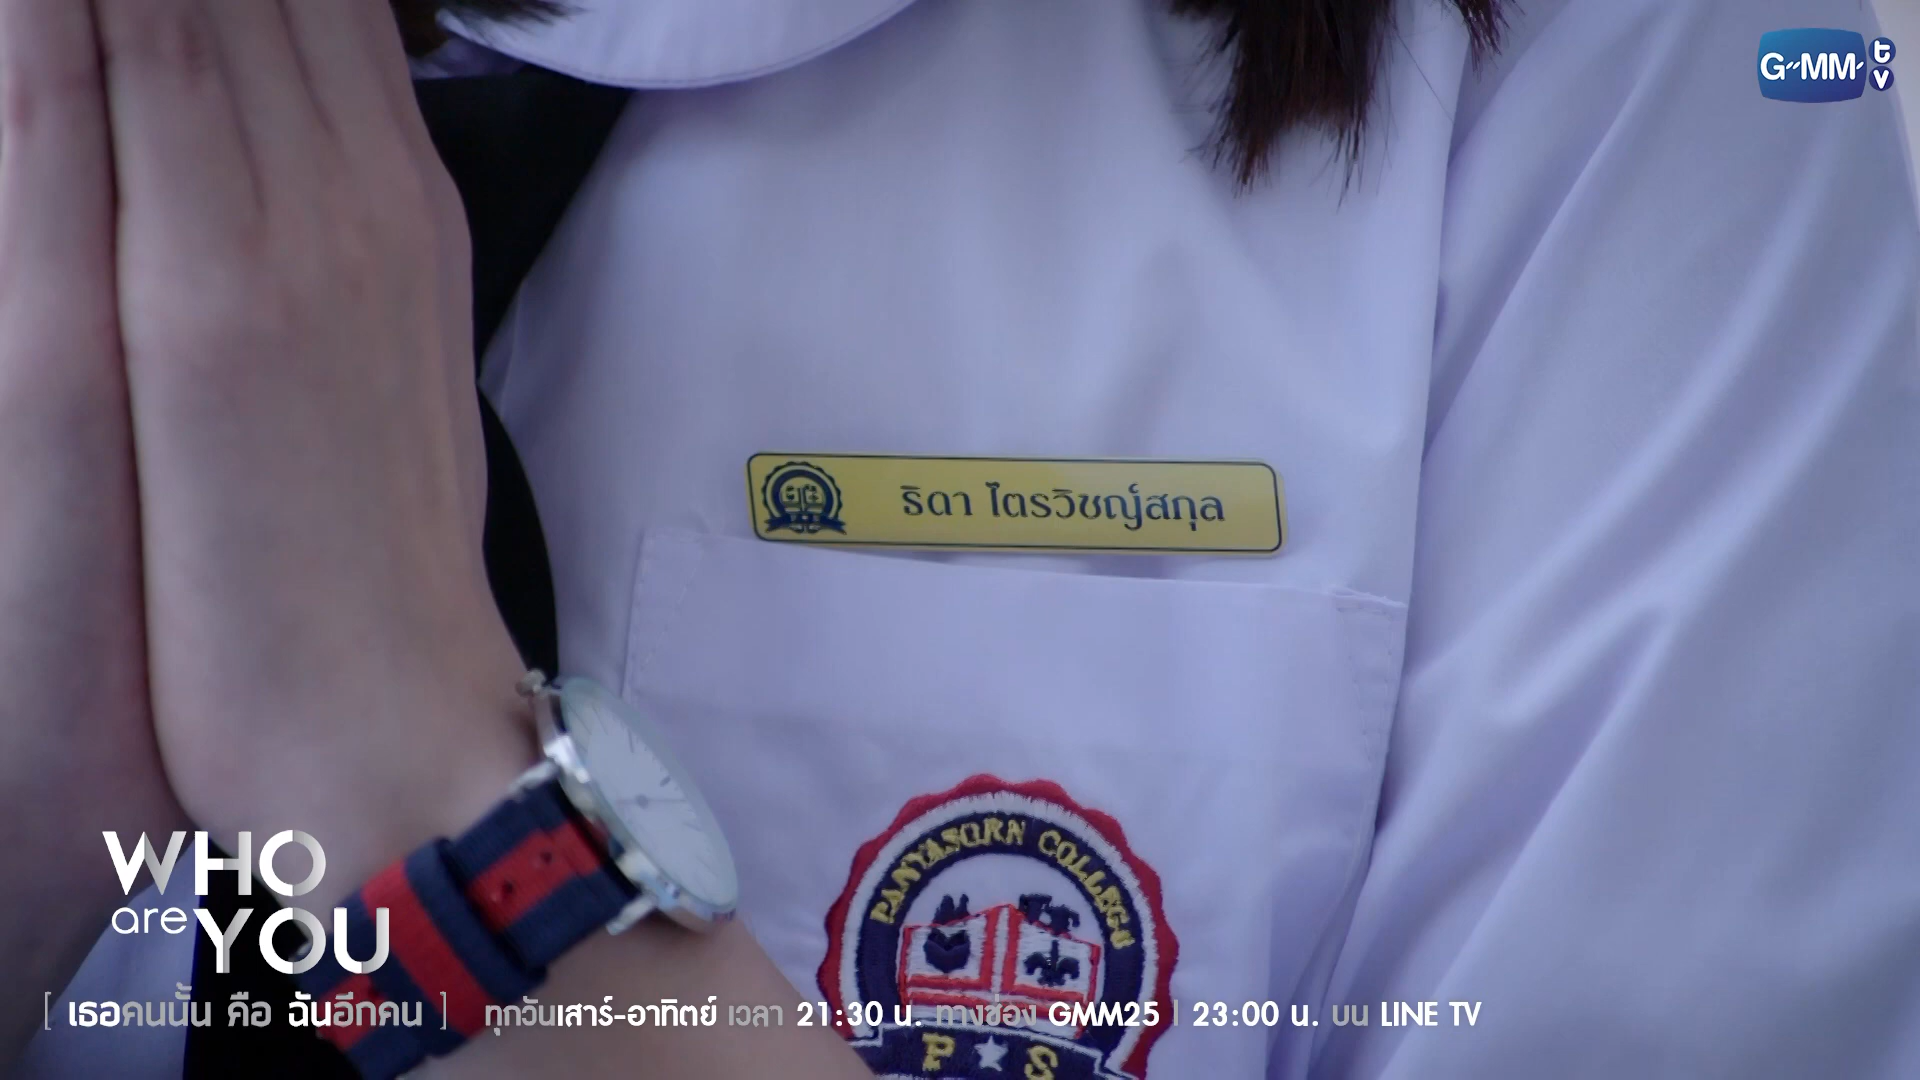 G-MM-tv
ธิดา ไตรวิชญ์สกุล
PANYASORN COLLEGE
P ★ S
WHO
are YOU
[ เธอคนนั้น คือ ฉันอีกคน ] ทุกวันเสาร์-อาทิตย์ เวลา 21:30 น. ทางช่อง GMM25 | 23:00 น. บน LINE TV